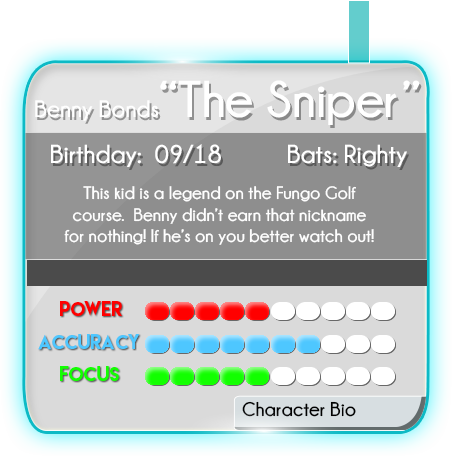 Benny Bonds “The Sniper”
Birthday: 09/18 Bats: Righty
This kid is a legend on the Fungo Golf
course. Benny didn't earn that nickname
for nothing! If he's on you better watch out!
POWER
ACCURACY
FOCUS
Character Bio